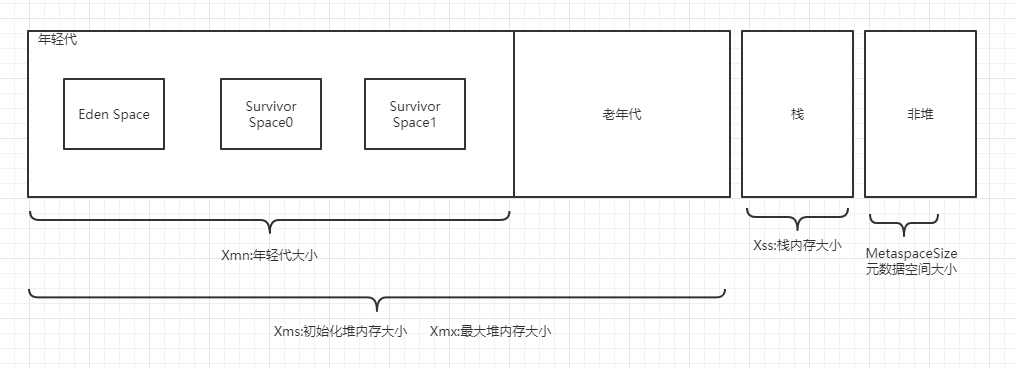 年轻代
Eden Space
Survivor
Space0
Survivor
Space1
老年代
栈
非堆
Xmn:年轻代大小
Xss:栈内存大小
MetaspaceSize
元数据空间大小
Xms:初始化堆内存大小 Xmx:最大堆内存大小